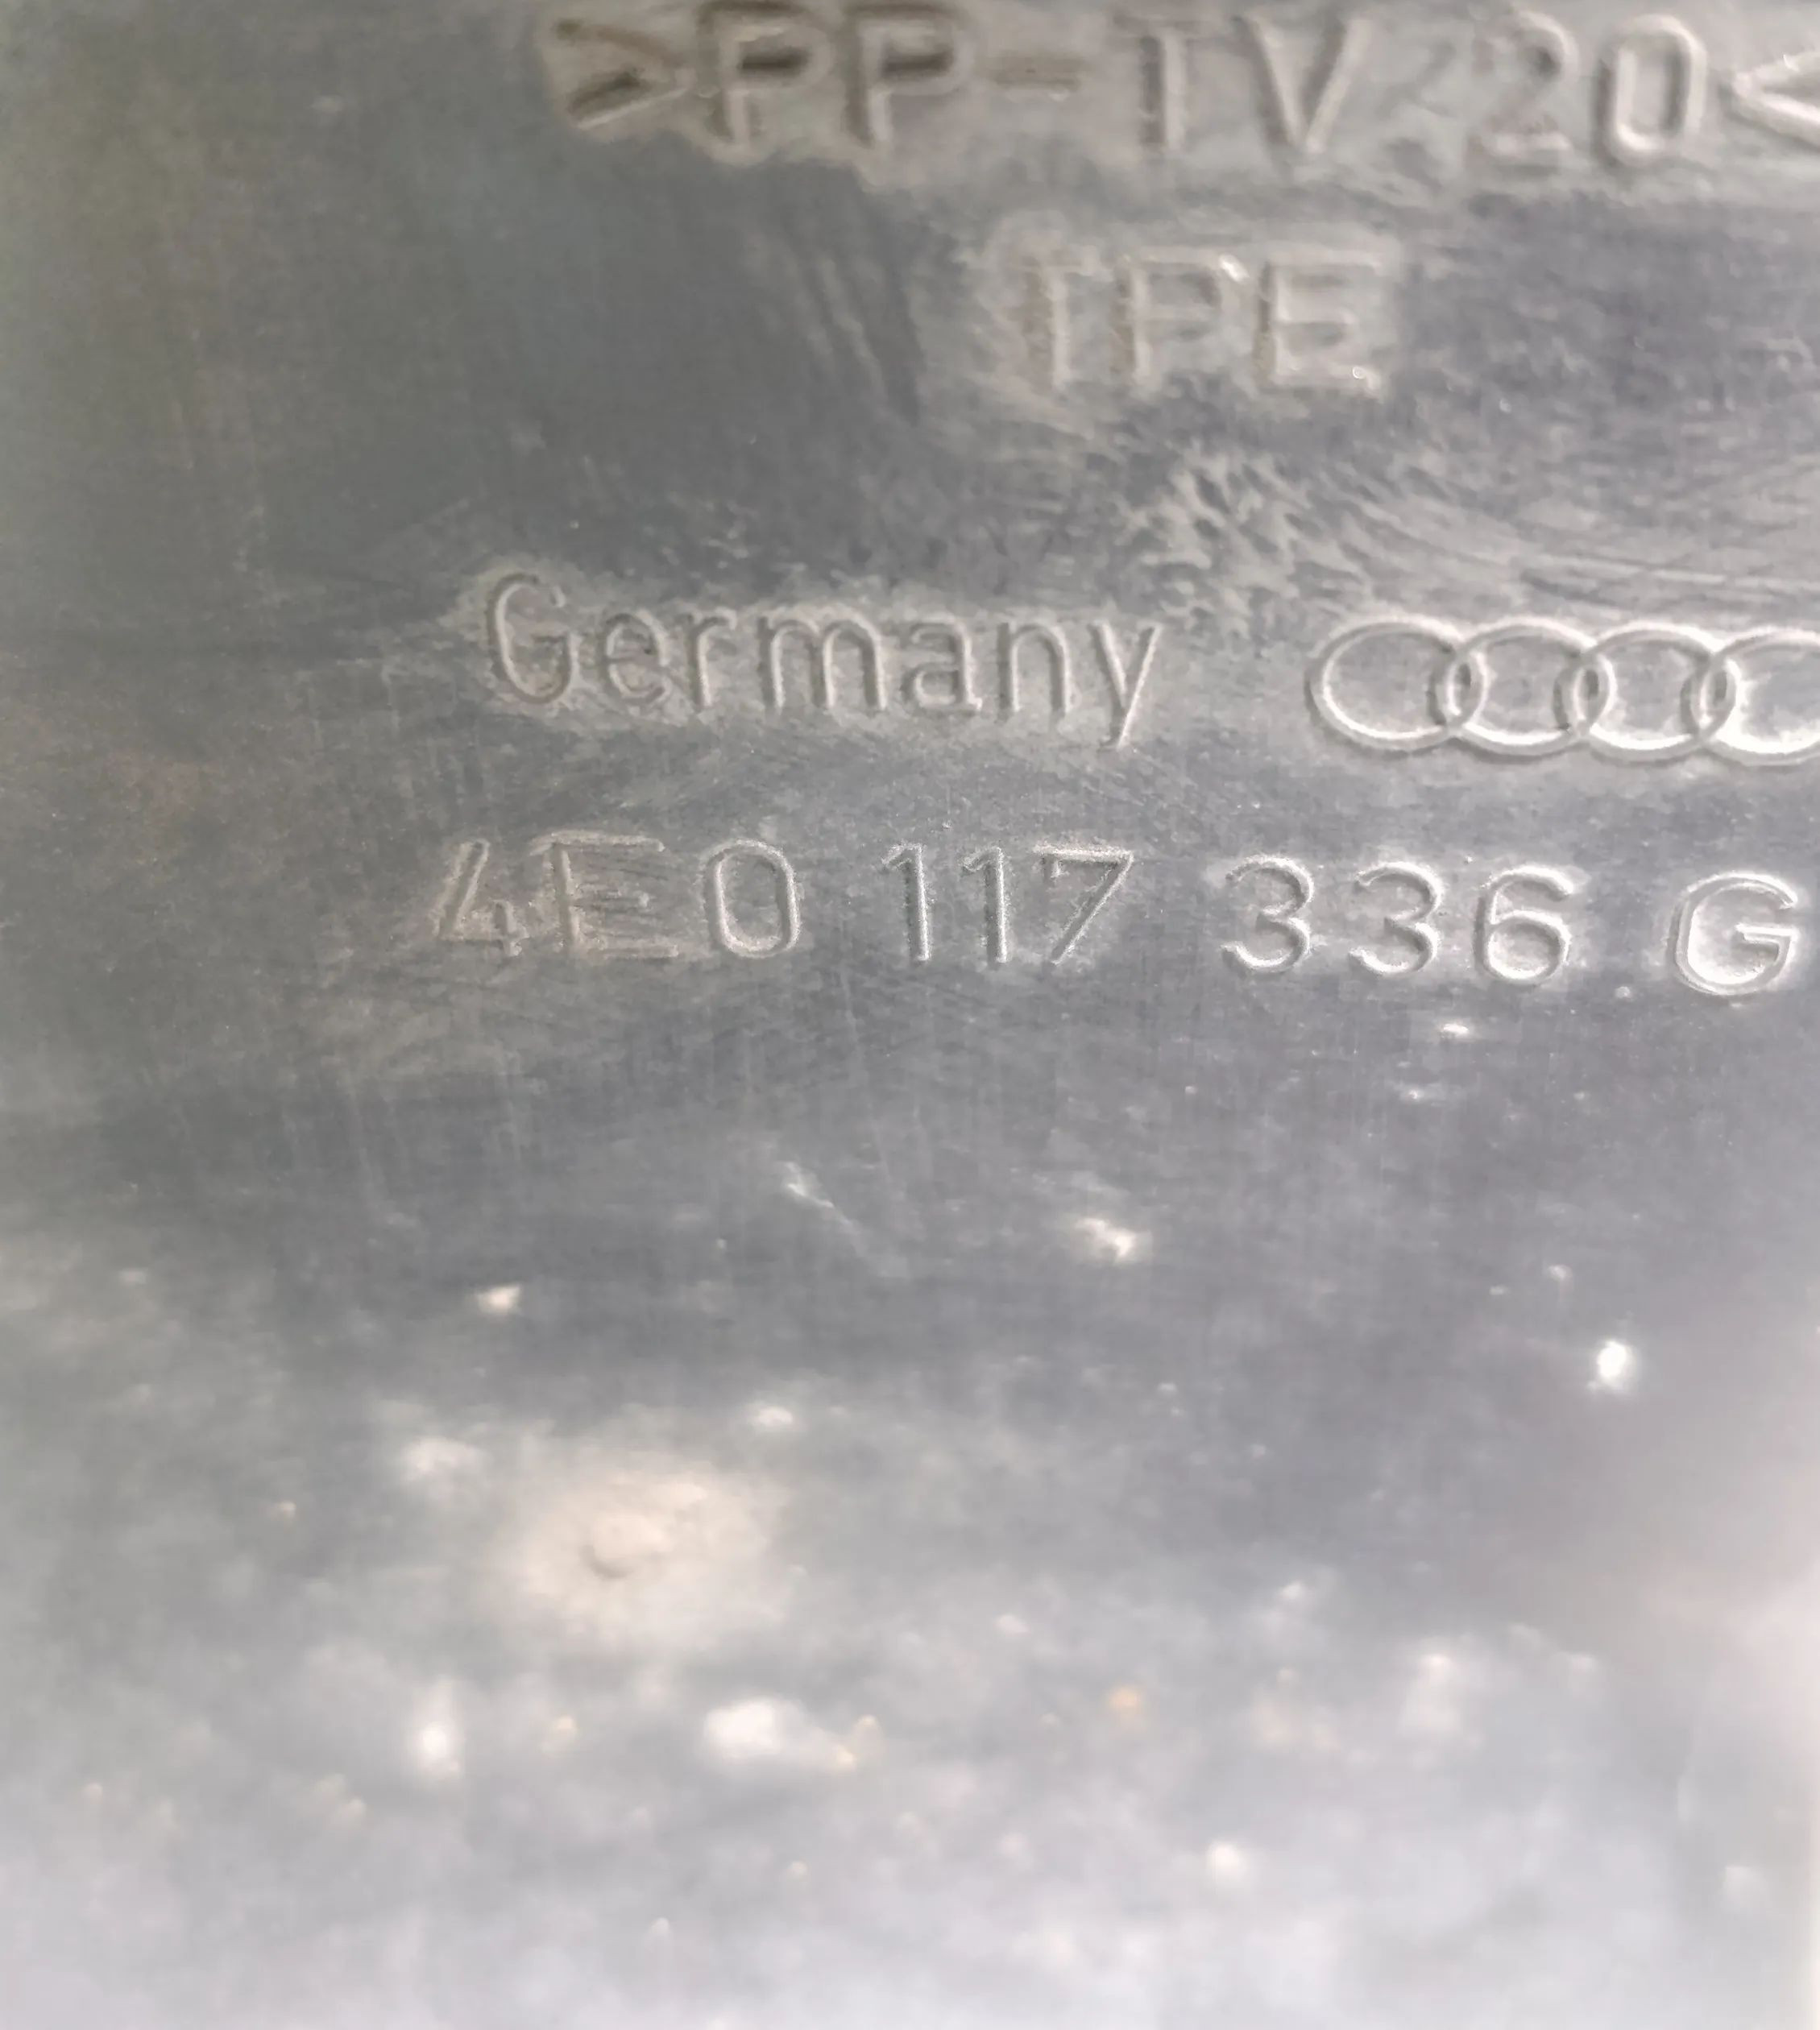 >PP-TV 20<
TPE
Germany
4E0 117 336 G